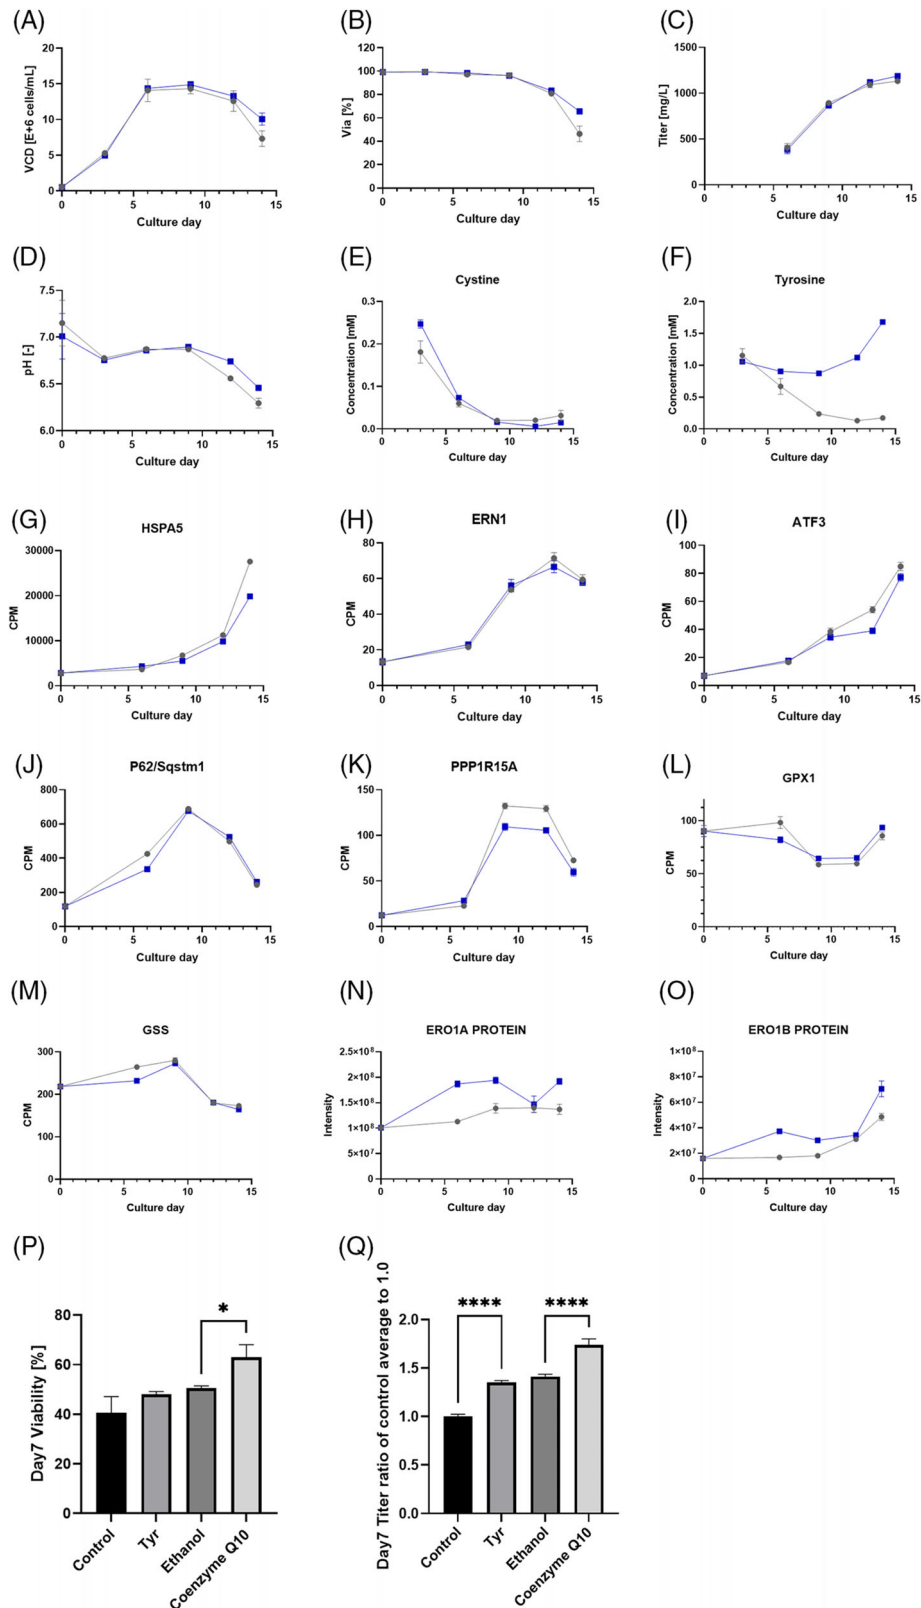 (A)
VCD [E+6 cells/mL]
20
15
10
5
0
0 5 10 15
Culture day
(B)
Via [%]
120
100
80
60
40
20
0
0 5 10 15
Culture day
(C)
Titer [mg/L]
1500
1000
500
0
0 5 10 15
Culture day
(D)
pH [-]
7.5
7.0
6.5
6.0
0 5 10 15
Culture day
(E)
Cystine
Concentration [mM]
0.3
0.2
0.1
0.0
0 5 10 15
Culture day
(F)
Tyrosine
Concentration [mM]
2.0
1.5
1.0
0.5
0.0
0 5 10 15
Culture day
(G)
HSPA5
CPM
30000
20000
10000
0
0 5 10 15
Culture day
(H)
ERN1
CPM
60
40
20
0
0 5 10 15
Culture day
(I)
ATF3
CPM
100
80
60
40
20
0
0 5 10 15
Culture day
(J)
P62/Sqstm1
CPM
800
600
400
200
0
0 5 10 15
Culture day
(K)
PPP1R15A
CPM
150
100
50
0
0 5 10 15
Culture day
(L)
GPX1
CPM
100
50
0
0 5 10 15
Culture day
(M)
GSS
CPM
300
200
100
0
0 5 10 15
Culture day
(N)
ERO1A PROTEIN
Intensity
2.5×10⁸
2×10⁸
1.5×10⁸
1×10⁸
5×10⁷
0
0 5 10 15
Culture day
(O)
ERO1B PROTEIN
Intensity
1×10⁸
8×10⁷
6×10⁷
4×10⁷
2×10⁷
0
0 5 10 15
Culture day
(P)
Day7 Viability [%]
80
60
40
20
0
*
Control
Tyr
Ethanol
Coenzyme Q10
(Q)
Day7 Titer ratio of control average to 1.0
2.0
1.5
1.0
0.5
0.0
**** ****
Control
Tyr
Ethanol
Coenzyme Q10